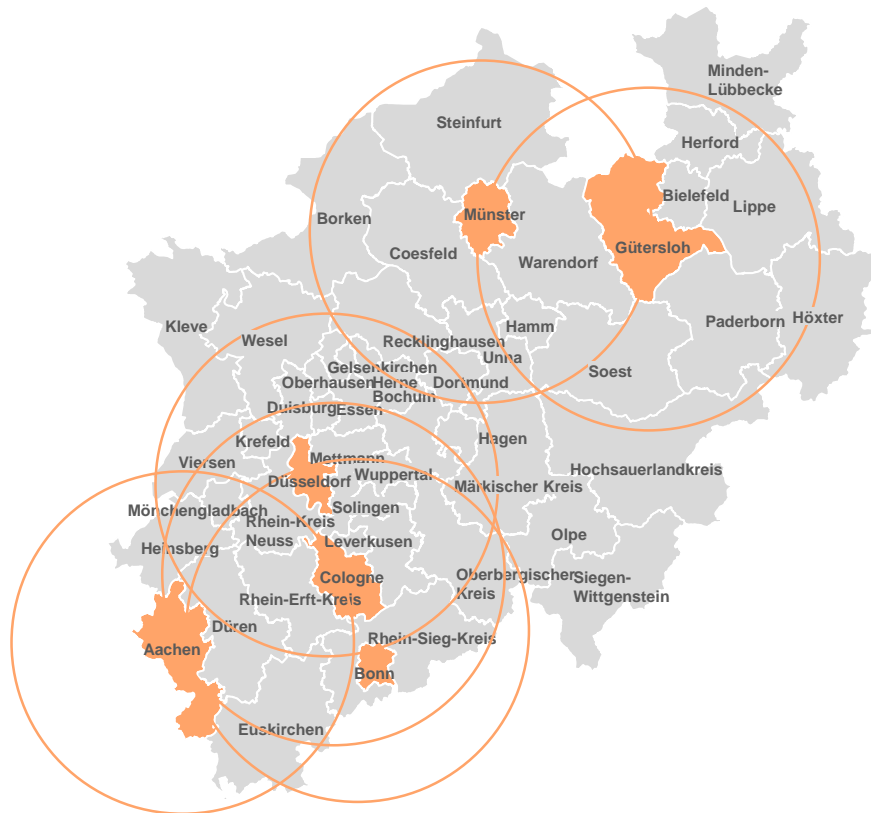 Minden-
Lübbecke
Steinfurt
Herford
Bielefeld
Münster
Lippe
Borken
Gütersloh
Coesfeld
Warendorf
Kleve
Wesel
Hamm
Paderborn
Höxter
Recklinghausen
Unna
Gelsenkirchen
Soest
Oberhausen
Herne
Dortmund
Bochum
Duisburg
Essen
Krefeld
Hagen
Viersen
Mettmann
Wuppertal
Hochsauerlandkreis
Düsseldorf
Märkischer Kreis
Mönchengladbach
Solingen
Rhein-Kreis
Neuss
Leverkusen
Olpe
Heinsberg
Cologne
Oberbergischer
Kreis
Siegen-
Wittgenstein
Rhein-Erft-Kreis
Düren
Rhein-Sieg-Kreis
Aachen
Bonn
Euskirchen